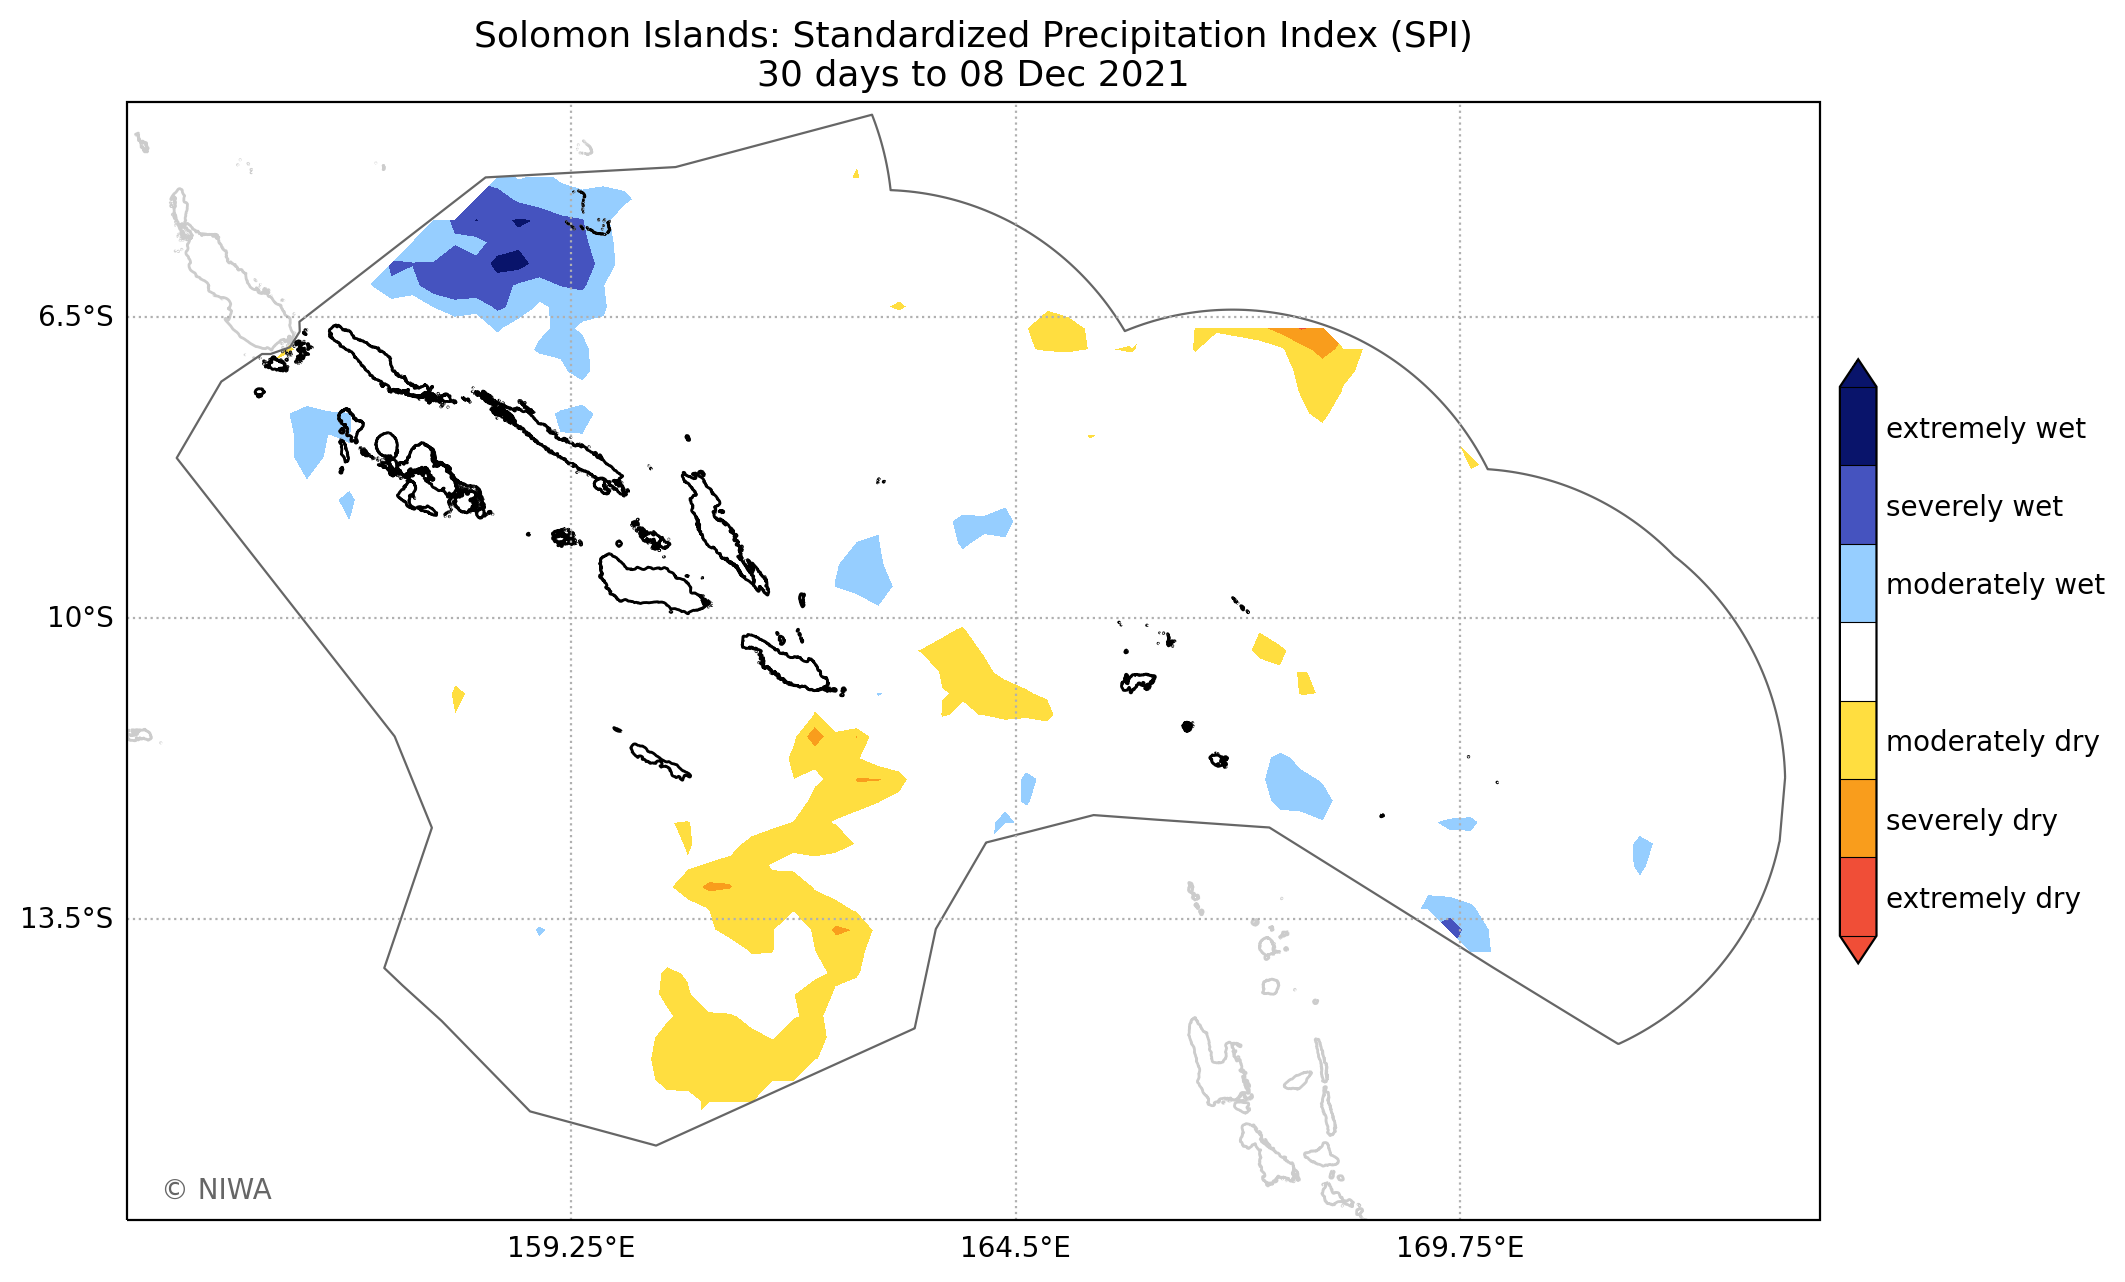 Solomon Islands: Standardized Precipitation Index (SPI)
30 days to 08 Dec 2021
6.5°S
10°S
13.5°S
159.25°E
164.5°E
169.75°E
extremely wet
severely wet
moderately wet
moderately dry
severely dry
extremely dry
© NIWA